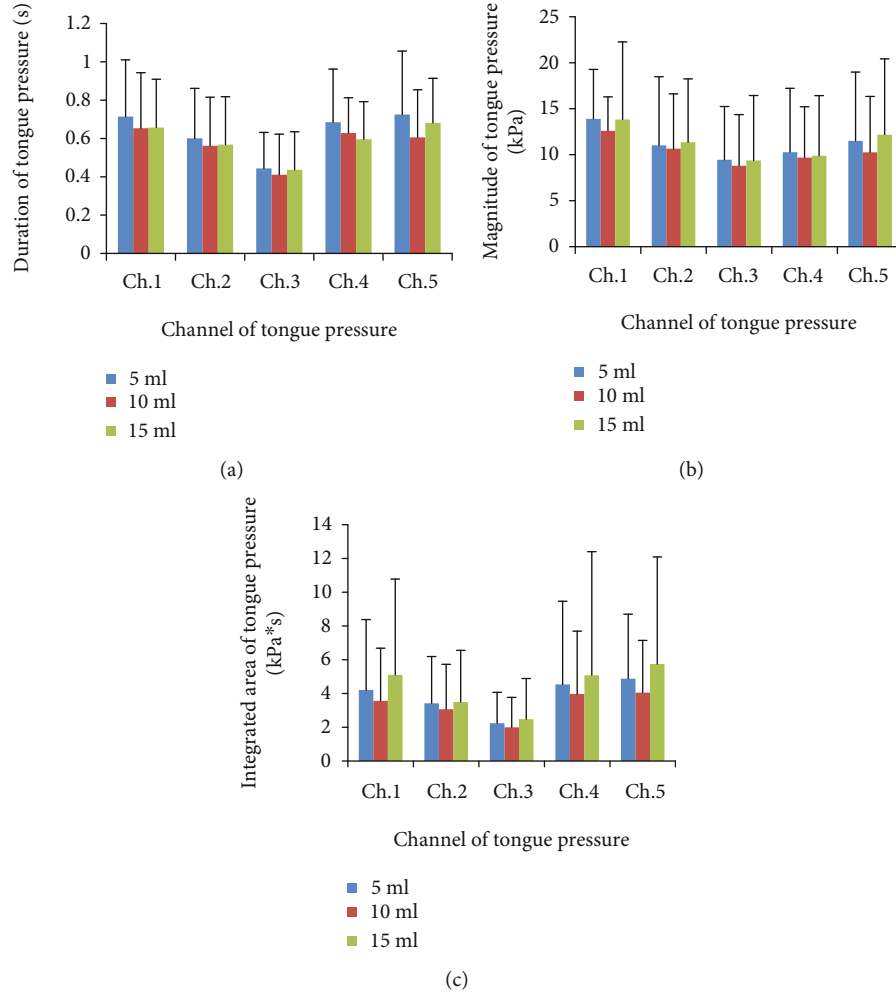 Duration of tongue pressure (s)
1.2
1
0.8
0.6
0.4
0.2
0
Ch.1 Ch.2 Ch.3 Ch.4 Ch.5
Channel of tongue pressure
5 ml
10 ml
15 ml
(a)
Magnitude of tongue pressure
(kPa)
25
20
15
10
5
0
Ch.1 Ch.2 Ch.3 Ch.4 Ch.5
Channel of tongue pressure
5 ml
10 ml
15 ml
(b)
Integrated area of tongue pressure
(kPa*s)
14
12
10
8
6
4
2
0
Ch.1 Ch.2 Ch.3 Ch.4 Ch.5
Channel of tongue pressure
5 ml
10 ml
15 ml
(c)